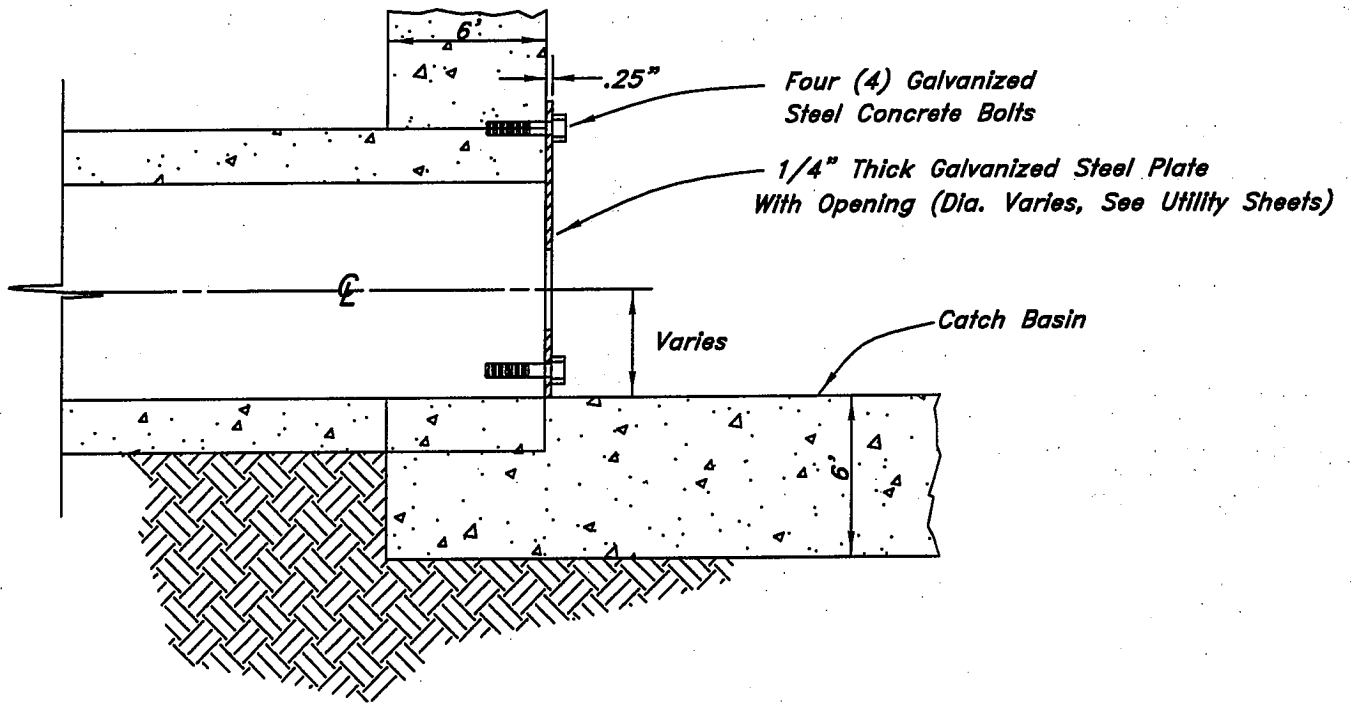 6'
.25"
Four (4) Galvanized
Steel Concrete Bolts
1/4" Thick Galvanized Steel Plate
With Opening (Dia. Varies, See Utility Sheets)
℄
Varies
Catch Basin
6'